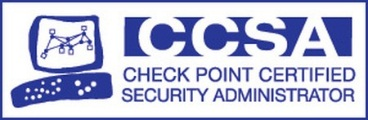 CCSA
CHECK POINT CERTIFIED
SECURITY ADMINISTRATOR